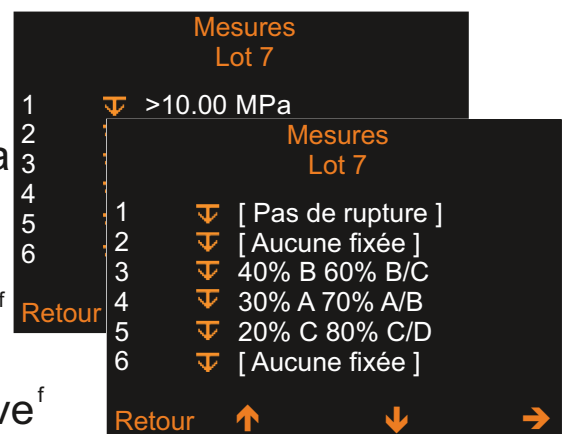 Mesures
Lot 7
1 >10.00 MPa
2
3
4
5
6
Retour
Mesures
Lot 7
1 [ Pas de rupture ]
2 [ Aucune fixée ]
3 40% B 60% B/C
4 30% A 70% A/B
5 20% C 80% C/D
6 [ Aucune fixée ]
Retour
a
f
ve f